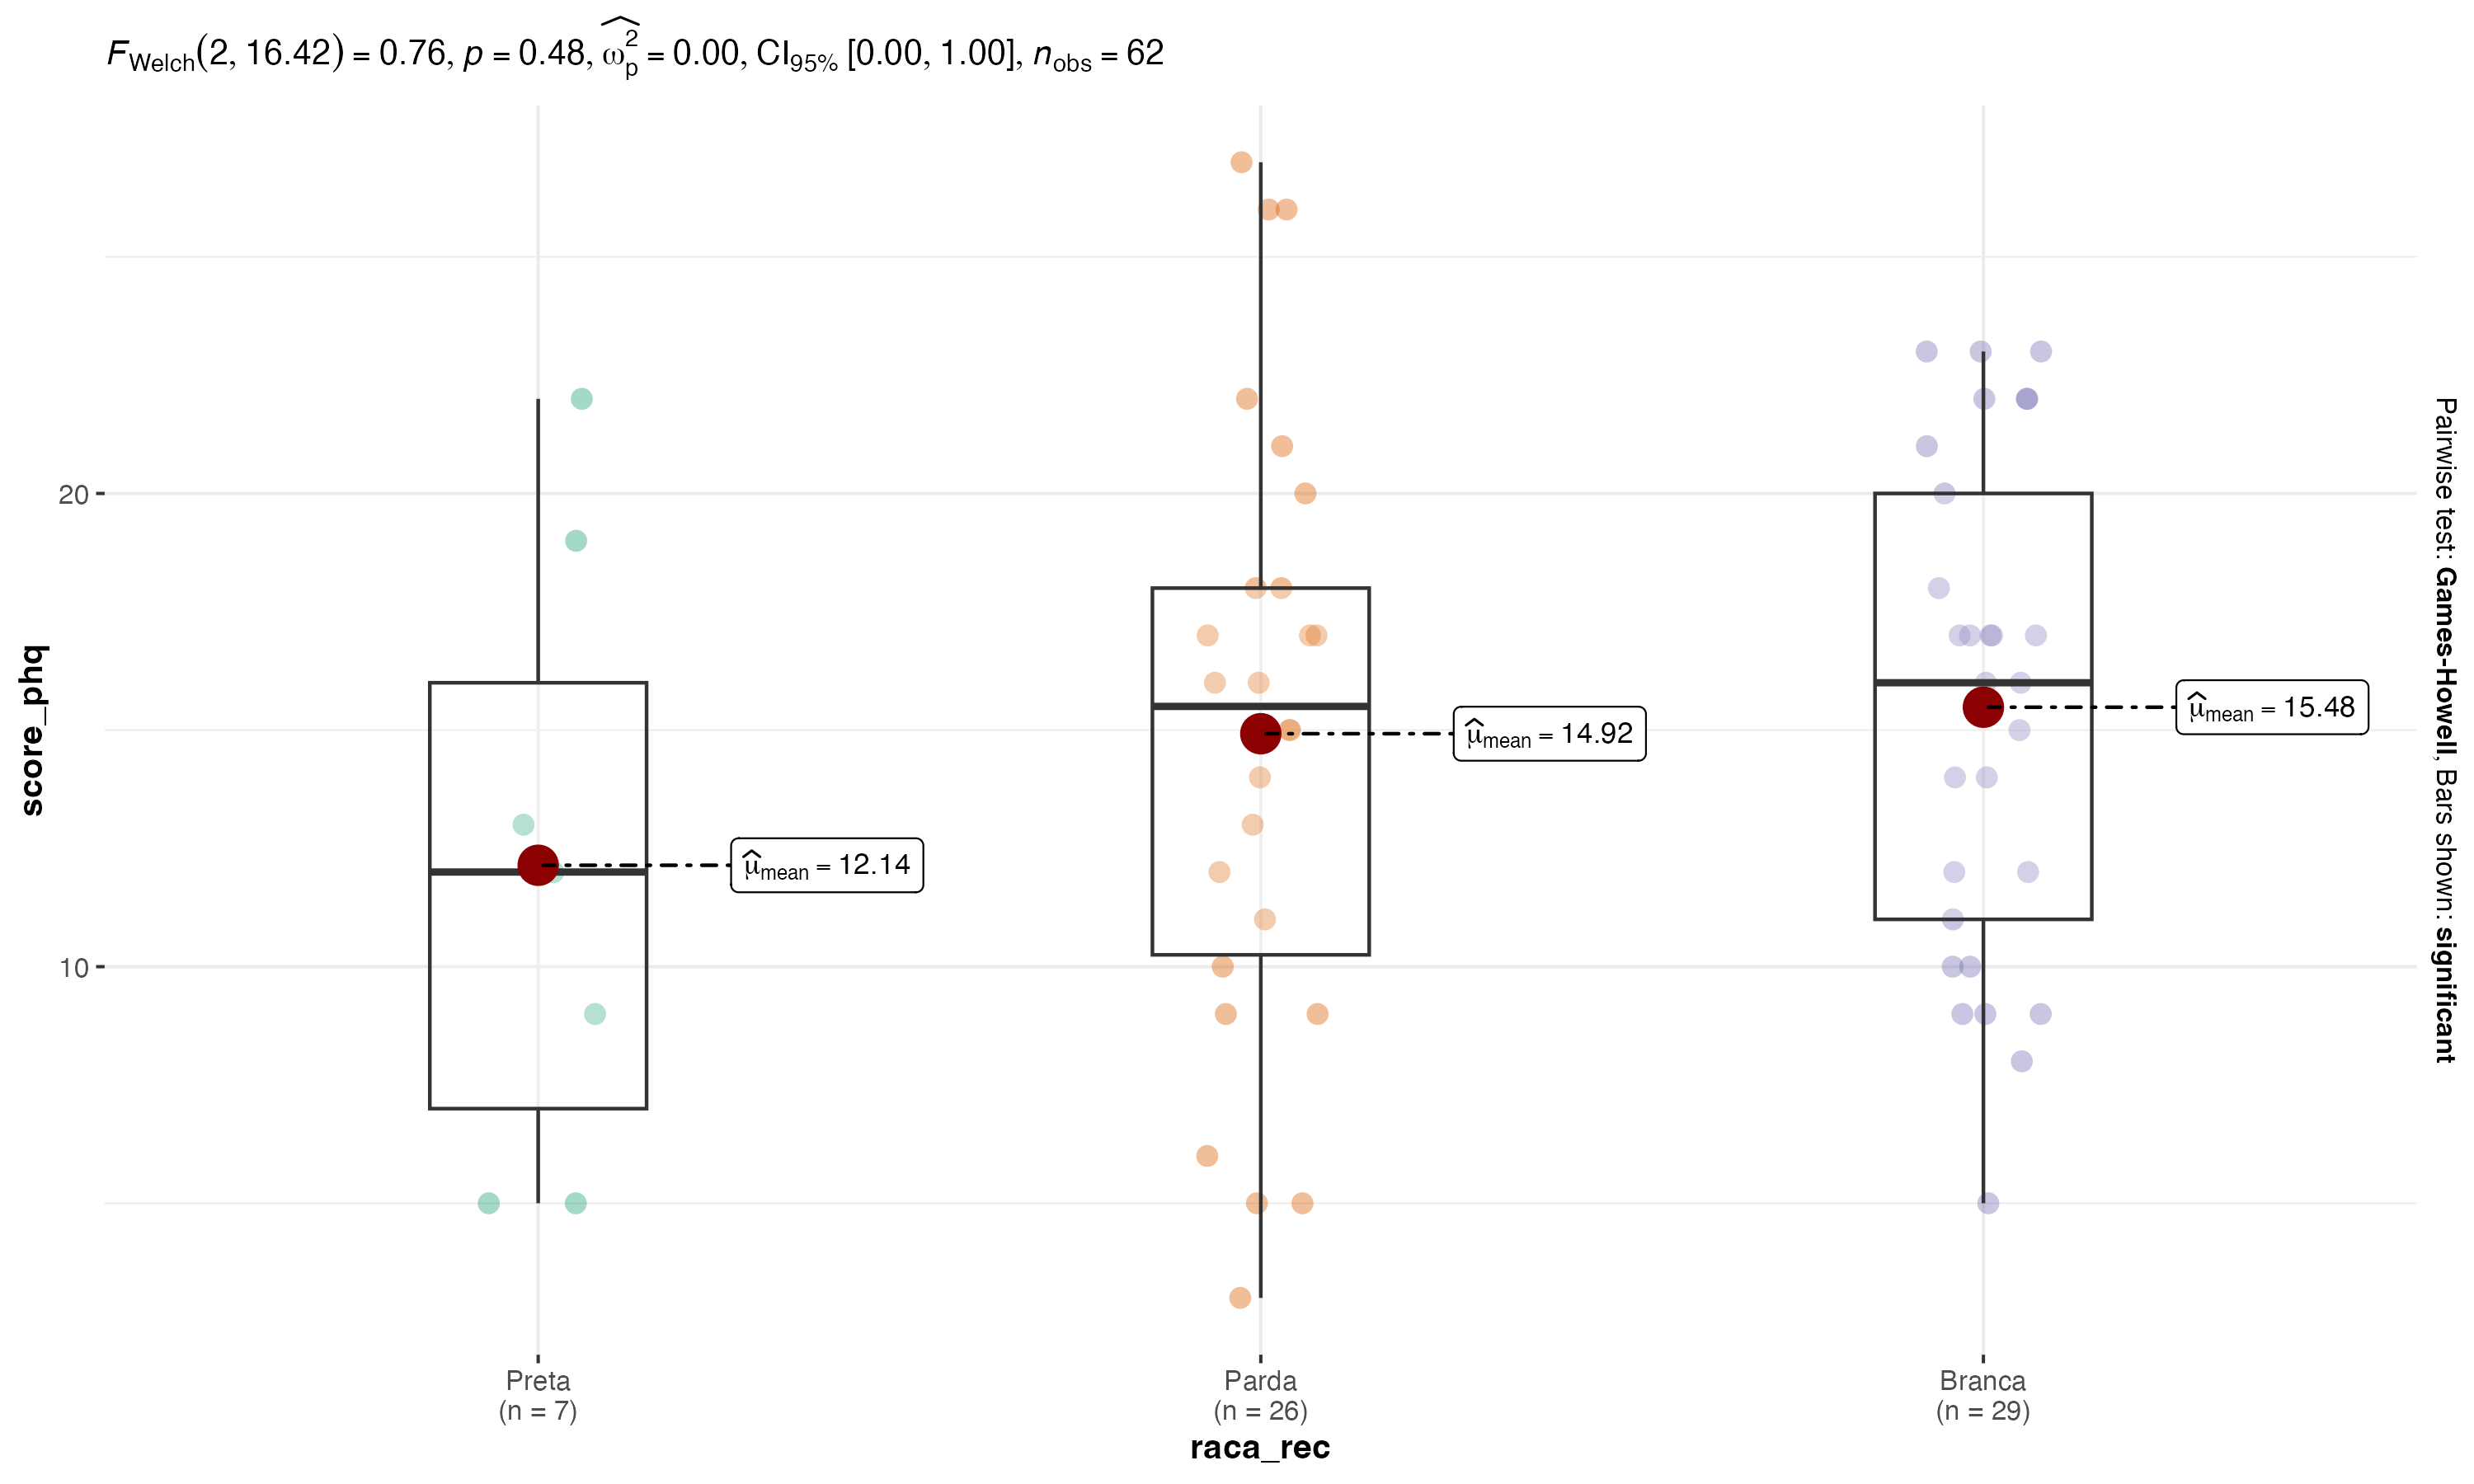 F_Welch(2, 16.42) = 0.76, p = 0.48, ω̂²_p = 0.00, CI_95% [0.00, 1.00], n_obs = 62
score_puq
20
10
μ̂_mean = 12.14
μ̂_mean = 14.92
μ̂_mean = 15.48
Pairwise test: Games-Howell, Bars shown: significant
Preta
(n = 7)
Parda
(n = 26)
Branca
(n = 29)
raca_rec